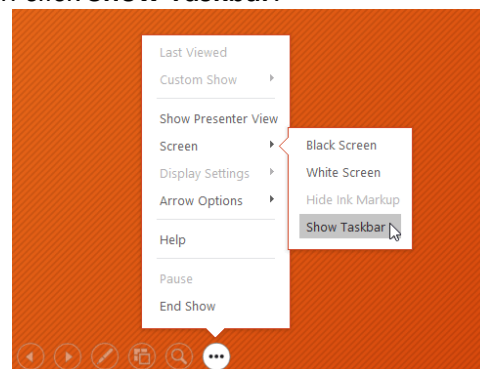 Last Viewed
Custom Show
Show Presenter View
Screen
Display Settings
Arrow Options
Help
Pause
End Show
Black Screen
White Screen
Hide Ink Markup
Show Taskbar